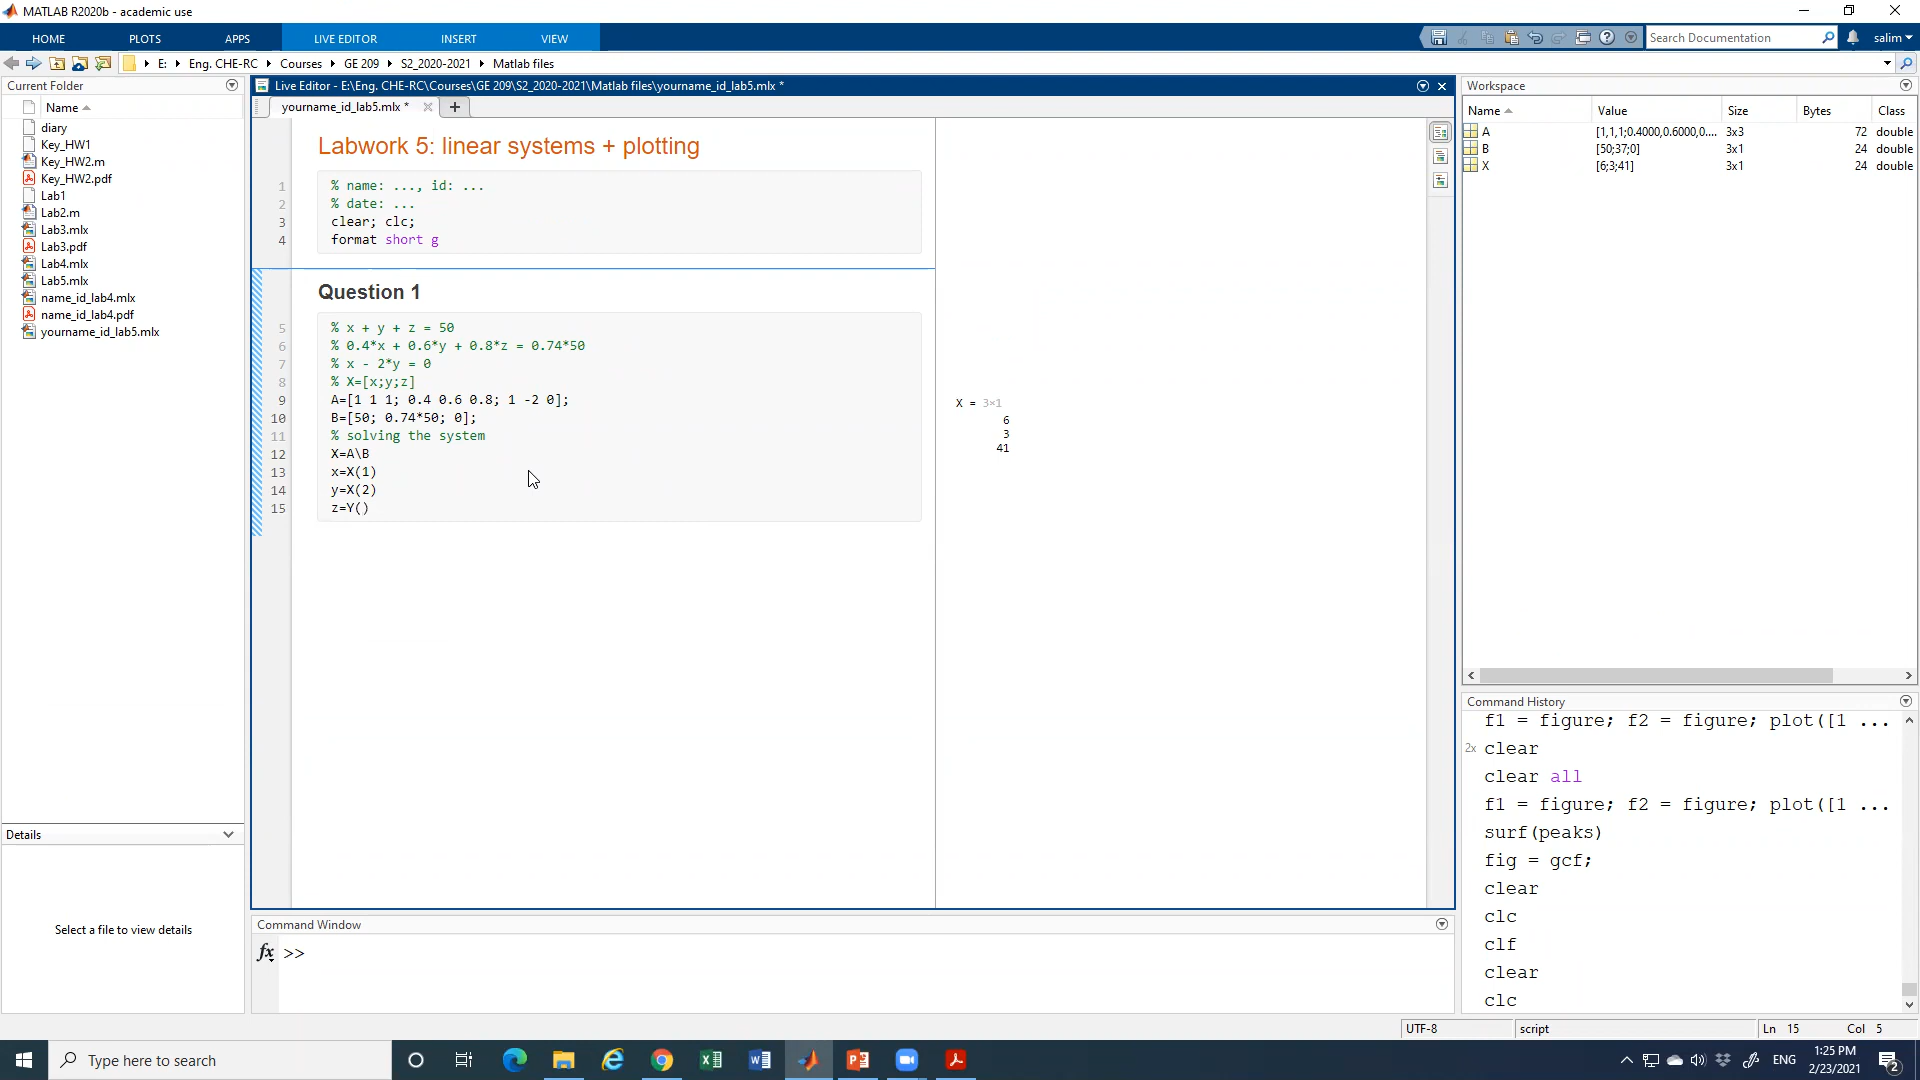 MATLAB R2020b - academic use
HOME PLOTS APPS LIVE EDITOR INSERT VIEW Search Documentation salim
E: Eng. CHE-RC Courses GE 209 S2_2020-2021 Matlab files
Current Folder
Name
diary
Key_HW1
Key_HW2.m
Key_HW2.pdf
Lab1
Lab2.m
Lab3.mlx
Lab3.pdf
Lab4.mlx
Lab5.mlx
name_id_lab4.mlx
name_id_lab4.pdf
yourname_id_lab5.mlx
Details
Select a file to view details
Live Editor - E:\Eng. CHE-RC\Courses\GE 209\S2_2020-2021\Matlab files\yourname_id_lab5.mlx *
yourname_id_lab5.mlx *
Labwork 5: linear systems + plotting
1 % name: ..., id: ...
2 % date: ...
3 clear; clc;
4 format short g
Question 1
5 % x + y + z = 50
6 % 0.4*x + 0.6*y + 0.8*z = 0.74*50
7 % x - 2*y = 0
8 % X=[x;y;z]
9 A=[1 1 1; 0.4 0.6 0.8; 1 -2 0];
10 B=[50; 0.74*50; 0];
11 % solving the system
12 X=A\B
13 x=X(1)
14 y=X(2)
15 z=Y()
X = 3×1
6
3
41
Command Window
fx >>
Workspace
Name Value Size Bytes Class
A [1,1,1;0.4000,0.6000,0.... 3x3 72 double
B [50;37;0] 3x1 24 double
X [6;3;41] 3x1 24 double
Command History
f1 = figure; f2 = figure; plot([1 ...
2x clear
clear all
f1 = figure; f2 = figure; plot([1 ...
surf(peaks)
fig = gcf;
clear
clc
clf
clear
clc
UTF-8 script Ln 15 Col 5
Type here to search
ENG
1:25 PM
2/23/2021
2